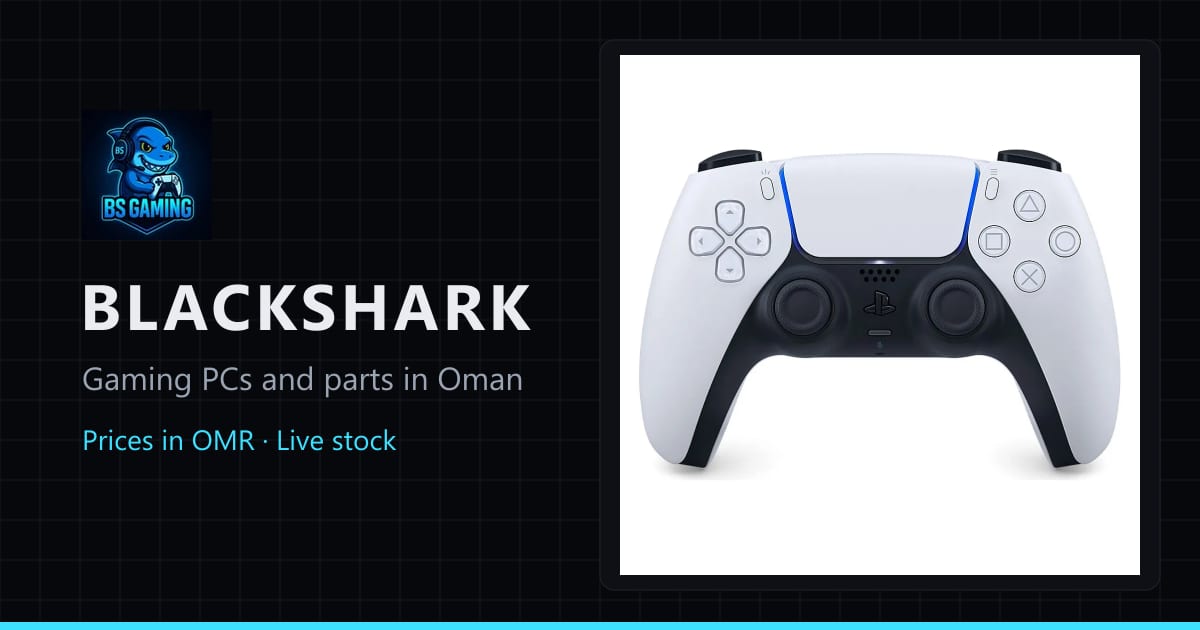 BS
BS GAMING
BLACKSHARK
Gaming PCs and parts in Oman
Prices in OMR · Live stock